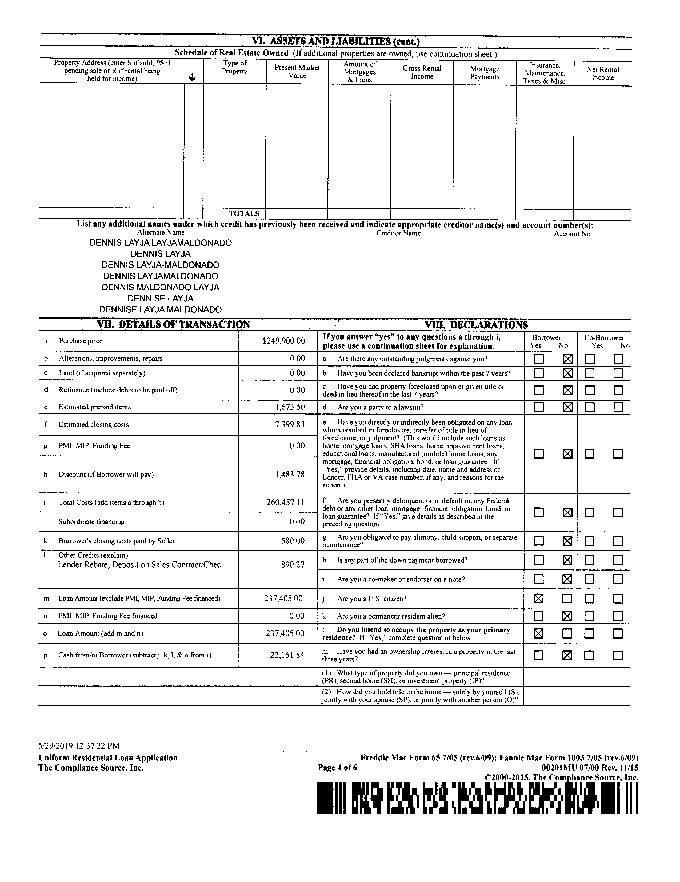 VI. ASSETS AND LIABILITIES (cont.)
Schedule of Real Estate Owned (If additional properties are owned, use continuation sheet.)
Property Address (enter S if sold, PS if pending sale or R if rental being held for income)
Type of Property
Present Market Value
Amount of Mortgages & Liens
Gross Rental Income
Mortgage Payments
Insurance, Maintenance, Taxes & Misc.
Net Rental Income
TOTALS
List any additional names under which credit has previously been received and indicate appropriate creditor name(s) and account number(s):
Alternate Name Creditor Name Account No.
DENNIS LAYJA LAYJAMALDONADO
DENNIS LAYJA
DENNIS LAYJA-MALDONADO
DENNIS LAYJAMALDONADO
DENNIS MALDONADO LAYJA
DENNISE LAYJA
DENNISE LAYJA MALDONADO
VII. DETAILS OF TRANSACTION
a Purchase price $249,900.00
b Alterations, improvements, repairs 0.00
c Land (if acquired separately) 0.00
d Refinance (include debts to be paid off) 0.00
e Estimated prepaid items 1,673.50
f Estimated closing costs 7,399.83
g PMI, MIP, Funding Fee 0.00
h Discount (if Borrower will pay) 1,483.78
i Total Costs (add items a through h) 260,457.11
Subordinate financing 0.00
k Borrower's closing costs paid by Seller 500.00
l Other Credits (explain)
Lender Rebate, Deposit on Sales Contract/Chec
m Loan Amount (exclude PMI, MIP, Funding Fee financed) 237,405.00
n PMI, MIP, Funding Fee financed 0.00
o Loan Amount (add m and n) 237,405.00
p Cash from/to Borrower (subtract j, k, l, & o from i)
VIII. DECLARATIONS
If you answer "yes" to any questions a through i, please use a continuation sheet for explanation.
Borrower Co-Borrower
Yes No Yes No
a Are there any outstanding judgments against you?
b Have you been declared bankrupt within the past 7 years?
c Have you had property foreclosed upon or given title or deed in lieu thereof in the last 7 years?
d Are you a party to a lawsuit?
e Have you directly or indirectly been obligated on any loan which resulted in foreclosure, transfer of title in lieu of foreclosure, or judgment? (This would include such loans as home mortgage loans, SBA loans, home improvement loans, educational loans, manufactured (mobile) home loans, any mortgage, financial obligation, bond, or loan guarantee. If "Yes," provide details, including date, name and address of Lender, FHA or VA case number, if any, and reasons for the action.)
f Are you presently delinquent or in default on any Federal debt or any other loan, mortgage, financial obligation, bond, or loan guarantee? If "Yes," give details as described in the preceding question.
g Are you obligated to pay alimony, child support, or separate maintenance?
h Is any part of the down payment borrowed?
i Are you a co-maker or endorser on a note?
j Are you a U.S. citizen?
k Are you a permanent resident alien?
l Do you intend to occupy the property as your primary residence? If "Yes," complete question m below.
m Have you had an ownership interest in a property in the last three years?
(1) What type of property did you own — principal residence (PR), second home (SH), or investment property (IP)?
(2) How did you hold title to the home — solely by yourself (S), jointly with your spouse (SP), or jointly with another person (O)?
5/29/2019 12:37:22 PM
Uniform Residential Loan Application
The Compliance Source, Inc.
Page 4 of 6
Freddie Mac Form 65 7/05 (rev.6/09); Fannie Mae Form 1003 7/05 (rev.6/09)
00201MU 07/00 Rev. 11/15
©2000-2015, The Compliance Source, Inc.